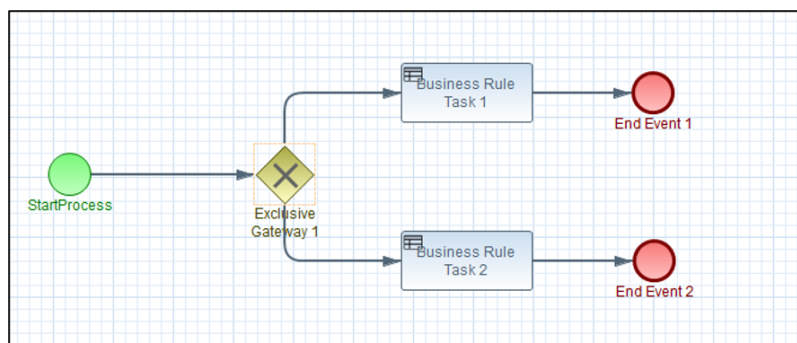 Business Rule
Task 1
End Event 1
StartProcess
Exclusive
Gateway 1
Business Rule
Task 2
End Event 2